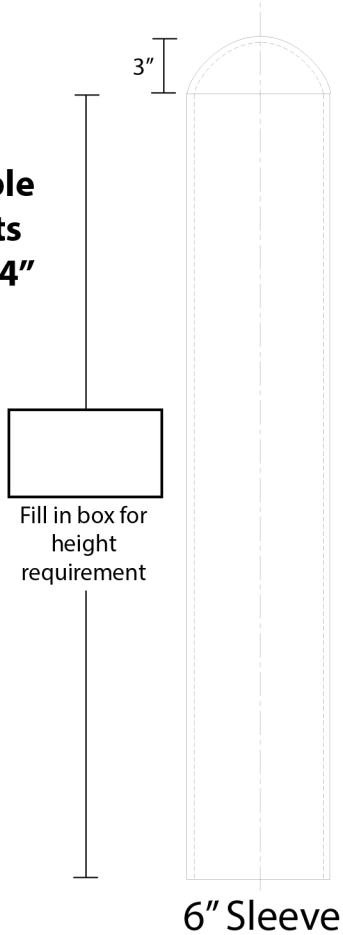 3”
ole
ts
4”
Fill in box for
height
requirement
6” Sleeve